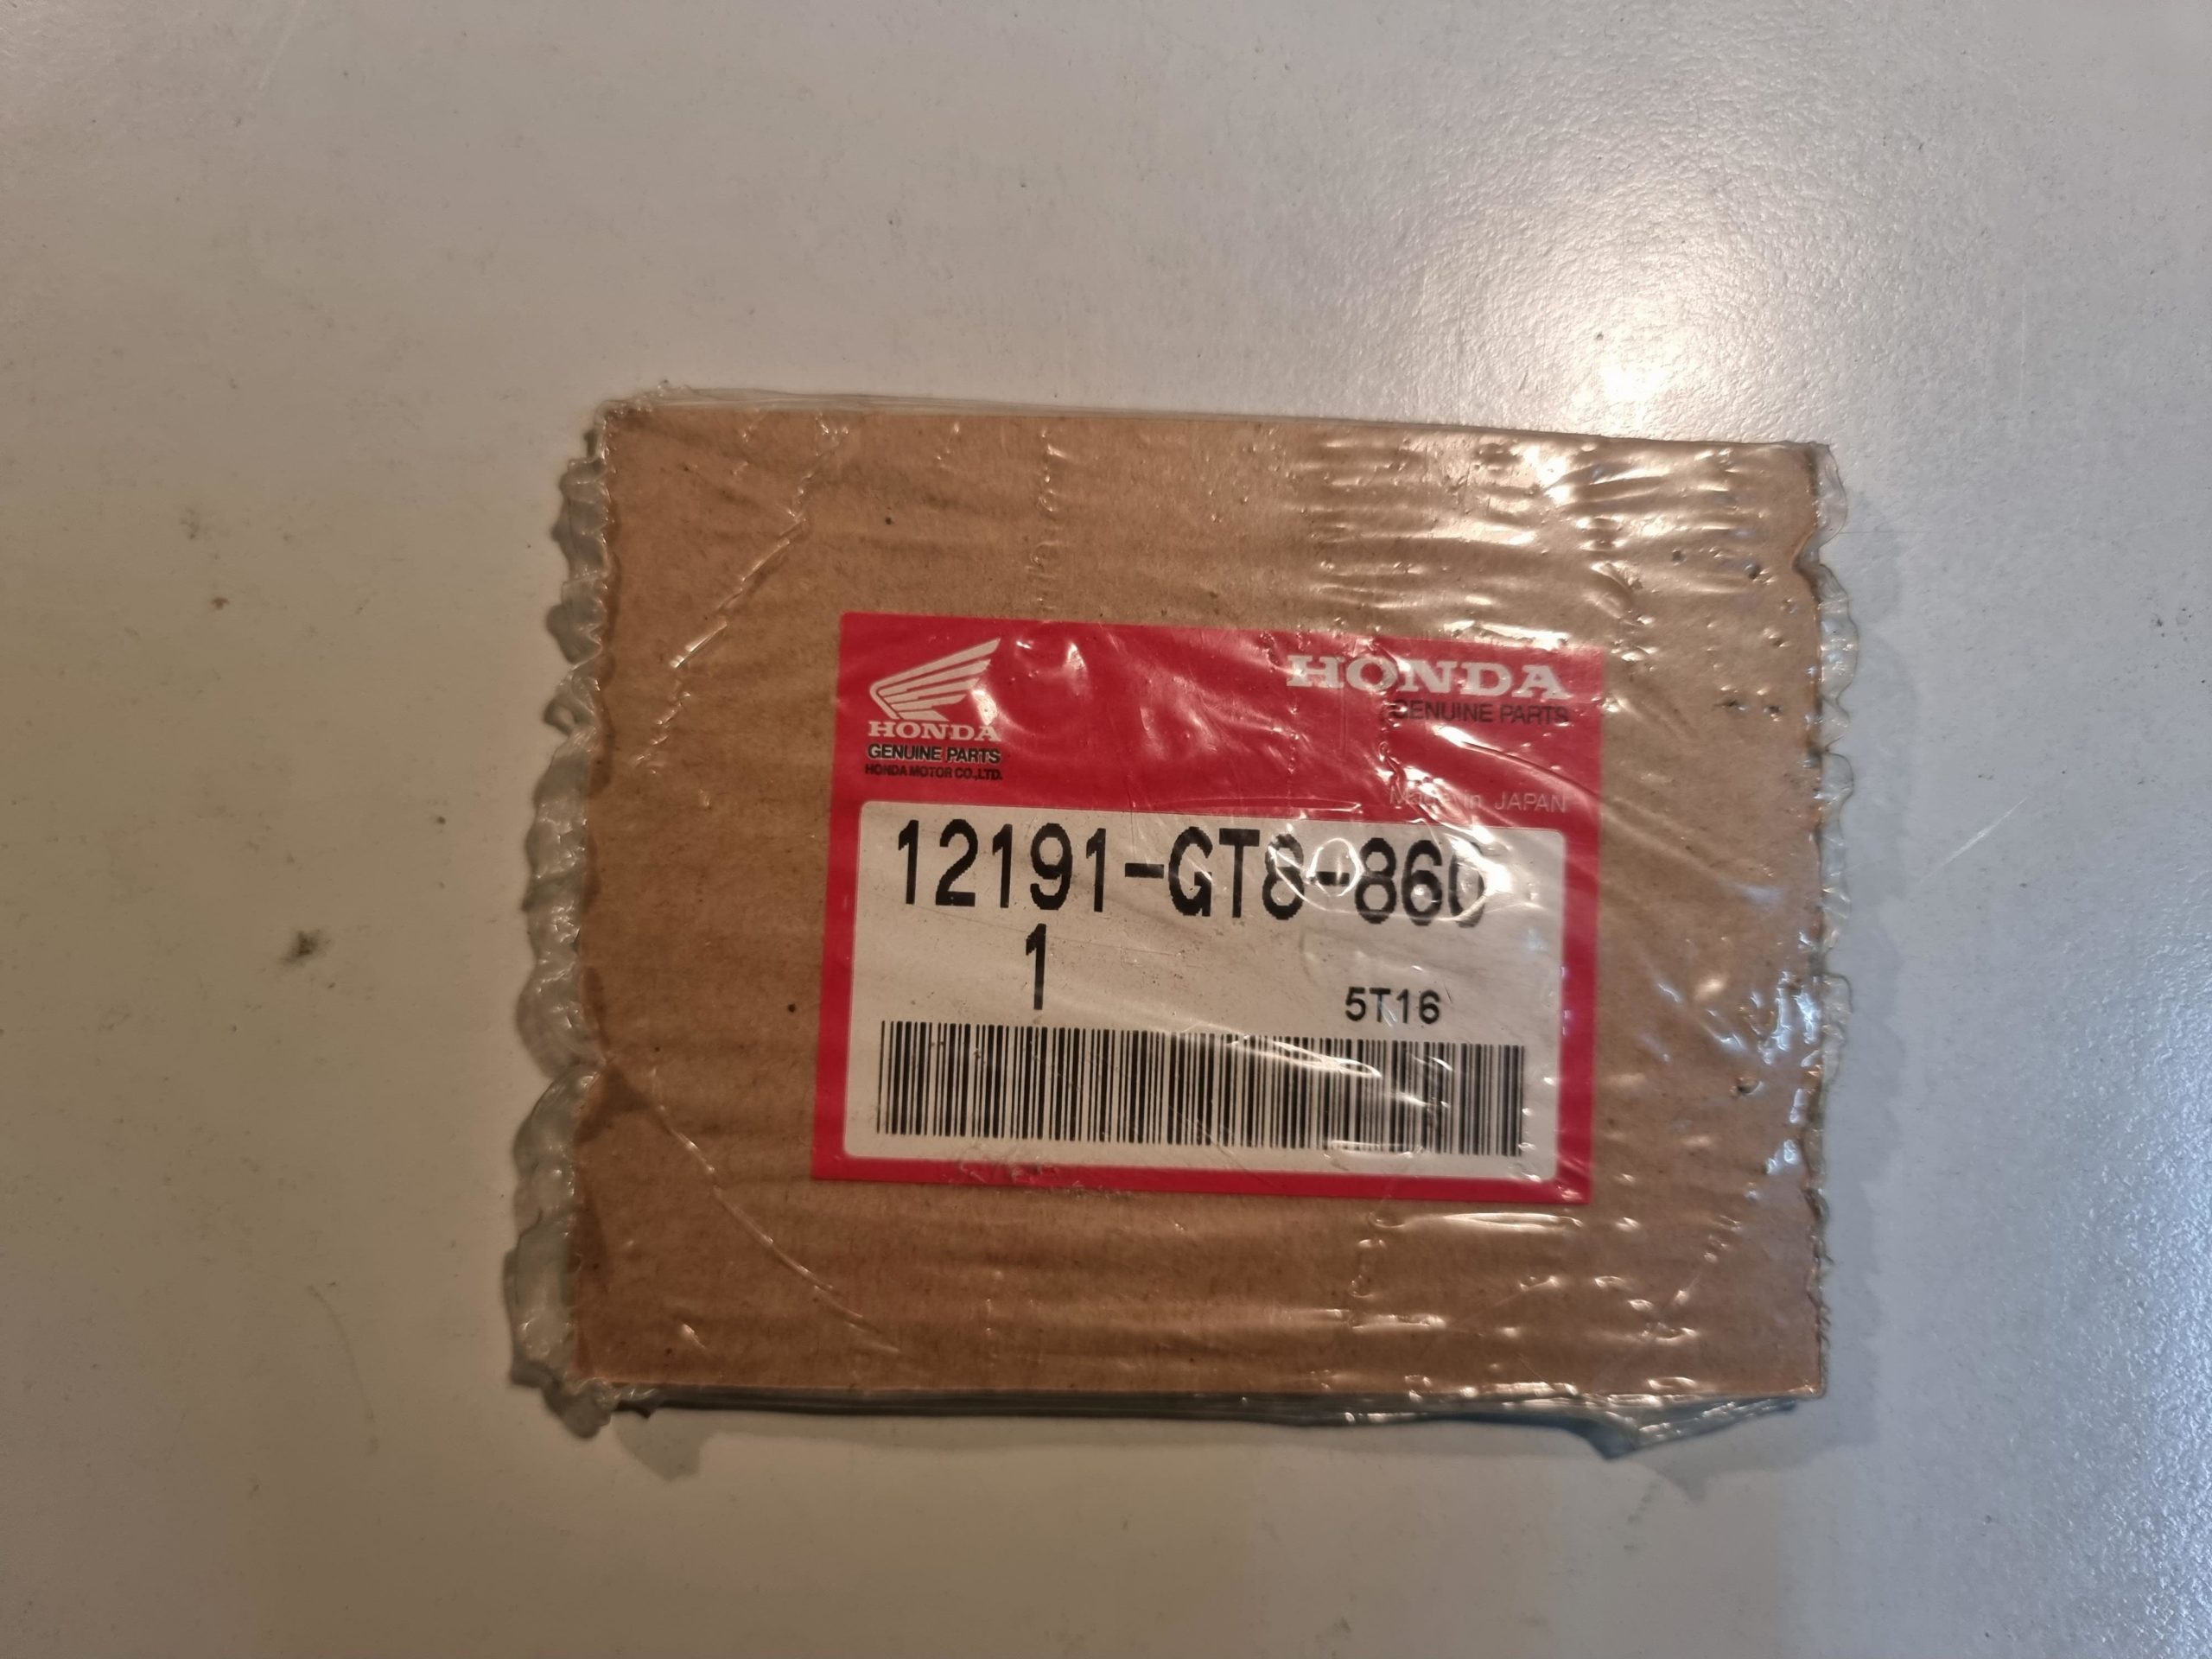 HONDA
GENUINE PARTS
HONDA MOTOR CO.,LTD.
HONDA
GENUINE PARTS
Made in JAPAN
12191-GT8-860
1
5T16